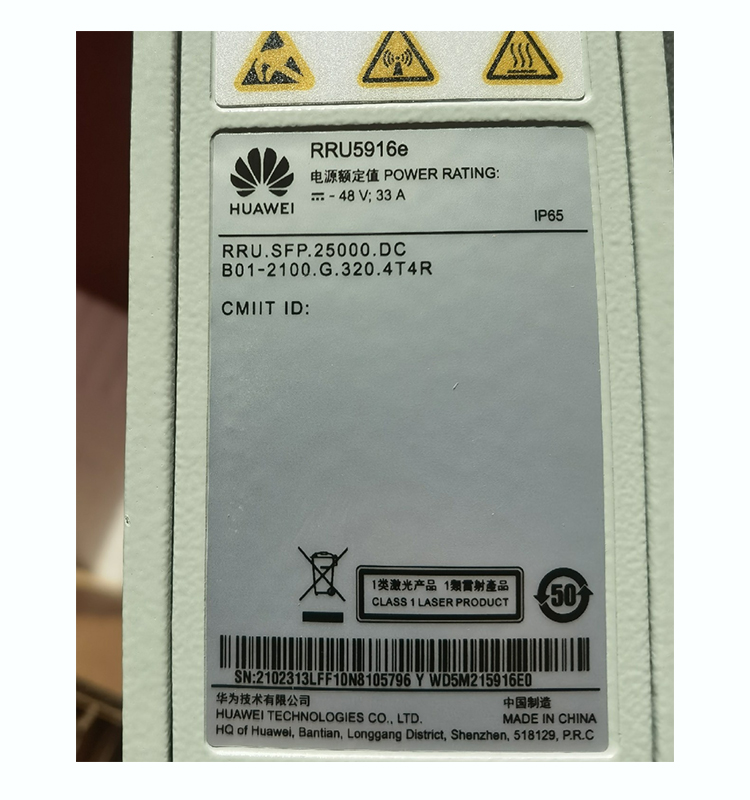 RRU5916e
电源额定值 POWER RATING:
⎓ - 48 V; 33 A
HUAWEI
IP65
RRU.SFP.25000.DC
B01-2100.G.320.4T4R
CMIIT ID:
1类激光产品 1類雷射產品
CLASS 1 LASER PRODUCT
50
SN:2102313LFF10N8105796 Y WD5M215916E0
华为技术有限公司 中国制造
HUAWEI TECHNOLOGIES CO., LTD. MADE IN CHINA
HQ of Huawei, Bantian, Longgang District, Shenzhen, 518129, P.R.C